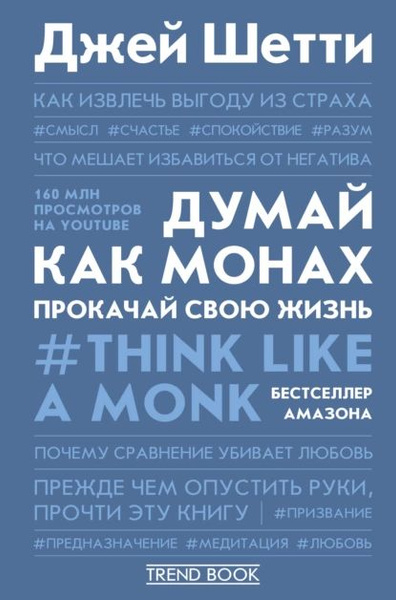 Джей Шетти
КАК ИЗВЛЕЧЬ ВЫГОДУ ИЗ СТРАХА
#СМЫСЛ #СЧАСТЬЕ #СПОКОЙСТВИЕ #РАЗУМ
ЧТО МЕШАЕТ ИЗБАВИТЬСЯ ОТ НЕГАТИВА
160 МЛН
ПРОСМОТРОВ
НА YOUTUBE
ДУМАЙ
КАК МОНАХ
ПРОКАЧАЙ СВОЮ ЖИЗНЬ
#THINK LIKE
A MONK
БЕСТСЕЛЛЕР
АМАЗОНА
ПОЧЕМУ СРАВНЕНИЕ УБИВАЕТ ЛЮБОВЬ
ПРЕЖДЕ ЧЕМ ОПУСТИТЬ РУКИ,
ПРОЧТИ ЭТУ КНИГУ | #ПРИЗВАНИЕ
#ПРЕДНАЗНАЧЕНИЕ #МЕДИТАЦИЯ #ЛЮБОВЬ
TREND BOOK